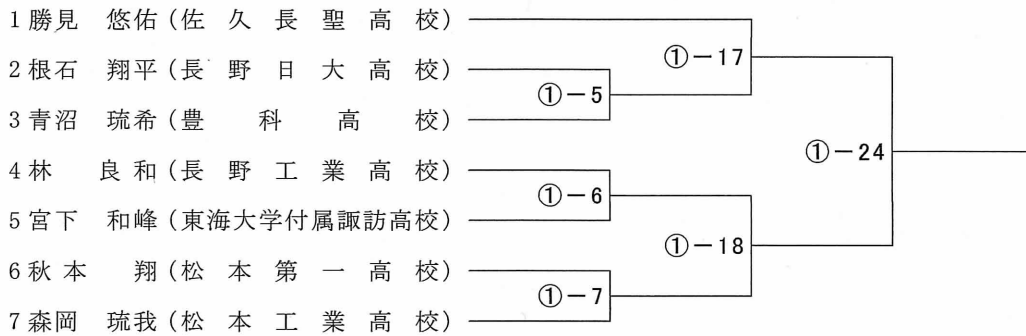 1 勝見 悠佑 (佐久長聖高校)
①-17
2 根石 翔平 (長野日大高校)
①-5
3 青沼 琉希 (豊科高校)
①-24
4 林 良和 (長野工業高校)
①-6
5 宮下 和峰 (東海大学付属諏訪高校)
①-18
6 秋本 翔 (松本第一高校)
①-7
7 森岡 琉我 (松本工業高校)